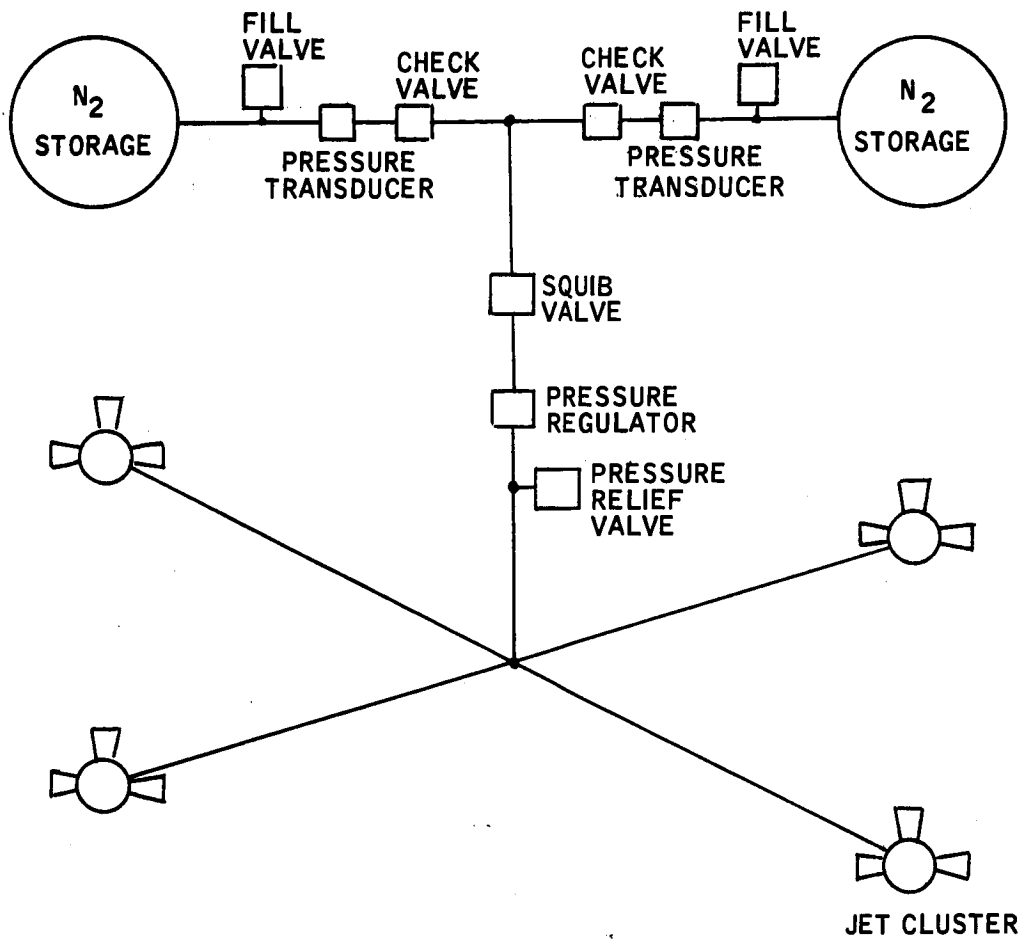 FILL
VALVE
CHECK
VALVE
CHECK
VALVE
FILL
VALVE
N2
STORAGE
N2
STORAGE
PRESSURE
TRANSDUCER
PRESSURE
TRANSDUCER
SQUIB
VALVE
PRESSURE
REGULATOR
PRESSURE
RELIEF
VALVE
JET CLUSTER